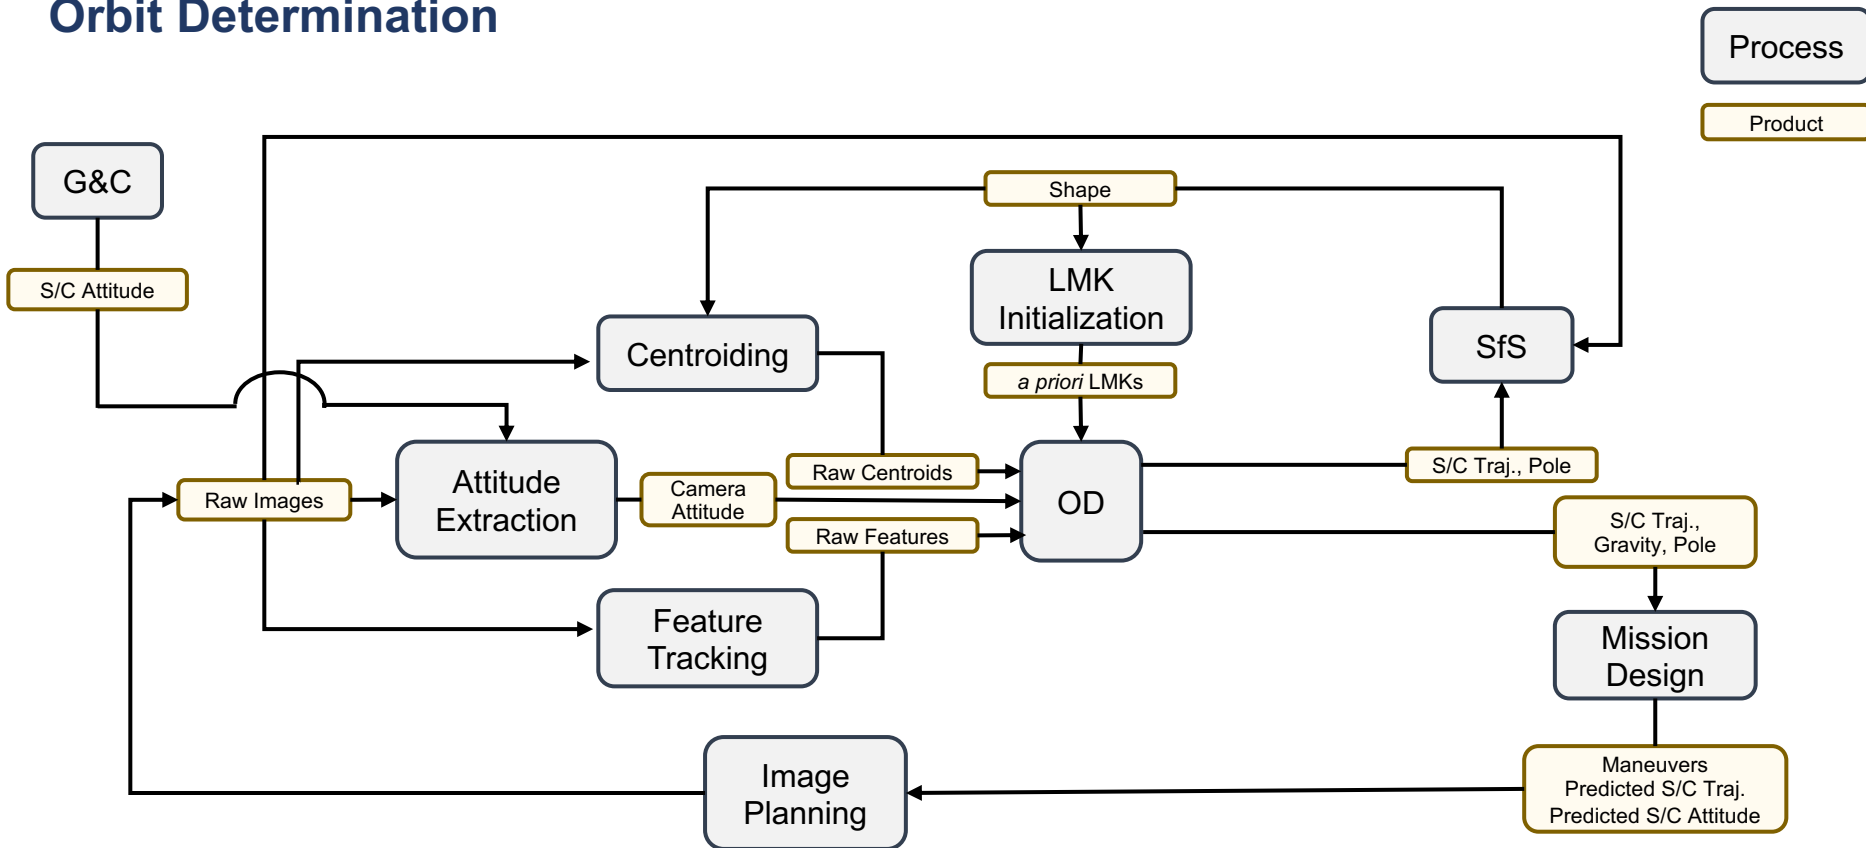 Orbit Determination
Process
Product
G&C
S/C Attitude
Shape
LMK
Initialization
a priori LMKs
Centroiding
SfS
Raw Images
Attitude
Extraction
Camera
Attitude
Raw Centroids
Raw Features
OD
S/C Traj., Pole
S/C Traj.,
Gravity, Pole
Feature
Tracking
Mission
Design
Image
Planning
Maneuvers
Predicted S/C Traj.
Predicted S/C Attitude